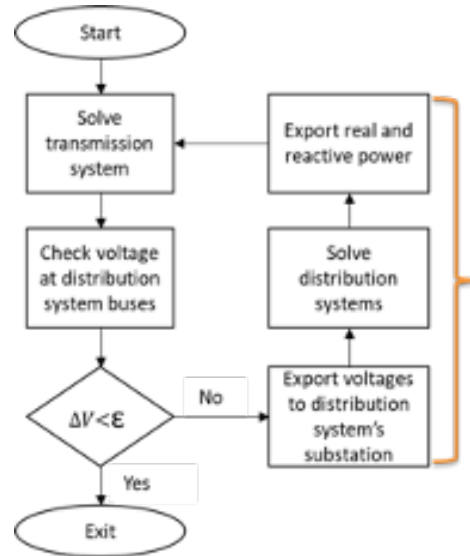 Start
Solve
transmission
system
Export real and
reactive power
Check voltage
at distribution
system buses
Solve
distribution
systems
ΔV<ε
No
Export voltages
to distribution
system's
substation
Yes
Exit